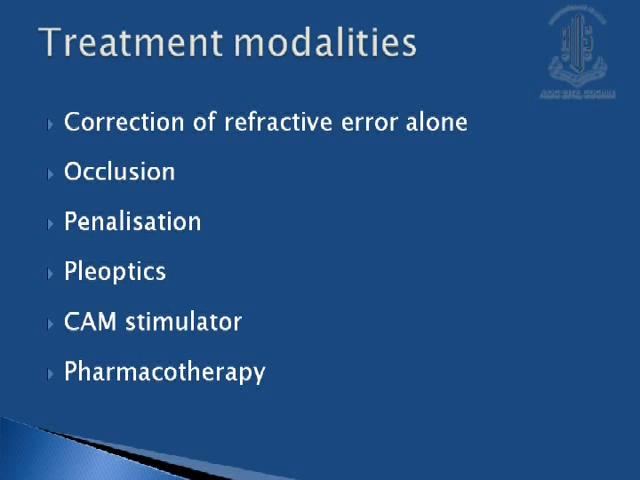 Treatment modalities
Correction of refractive error alone
Occlusion
Penalisation
Pleoptics
CAM stimulator
Pharmacotherapy